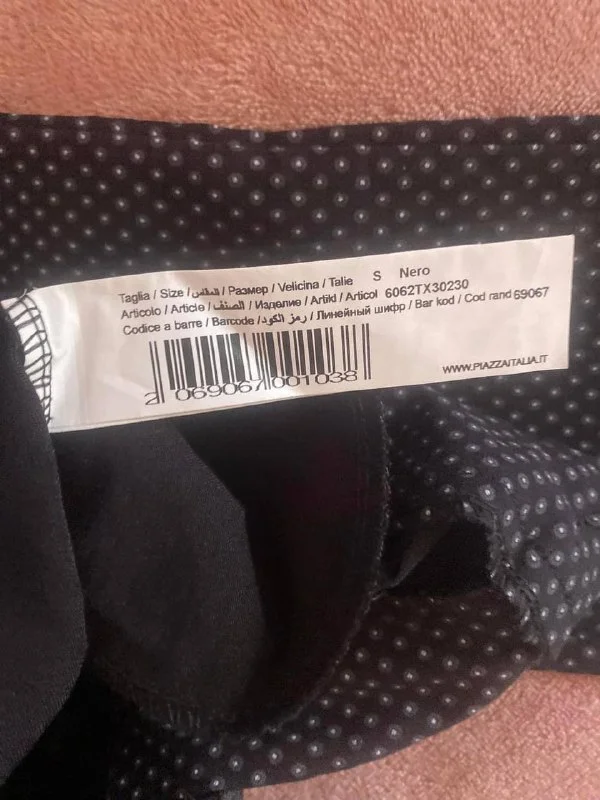 Taglia / Size / المقاس / Размер / Velicina / Talie S Nero
Articolo / Article / الصنف / Изделие / Artikl / Articol 6062TX30230
Codice a barre / Barcode / رمز الكود / Линейный шифр / Bar kod / Cod rand 69067
2 069067 001038
WWW.PIAZZAITALIA.IT